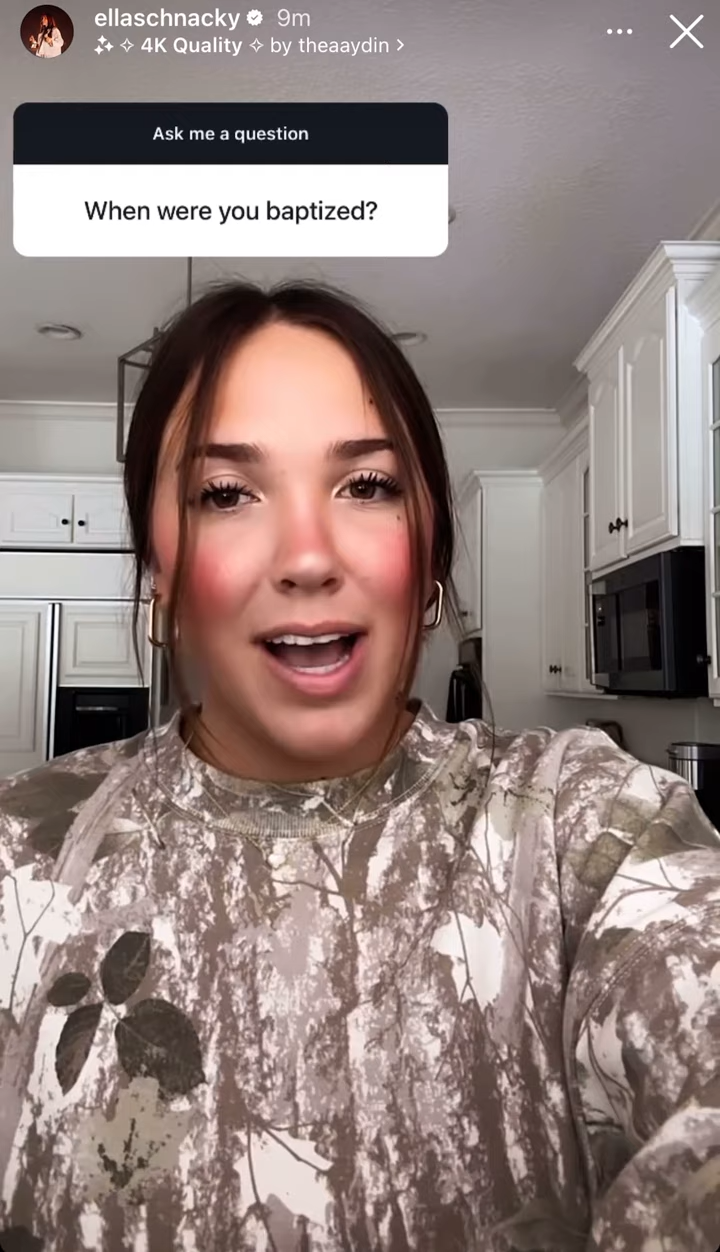 ellaschnacky 9m
✧ 4K Quality ✧ by theaaydin >
Ask me a question
When were you baptized?